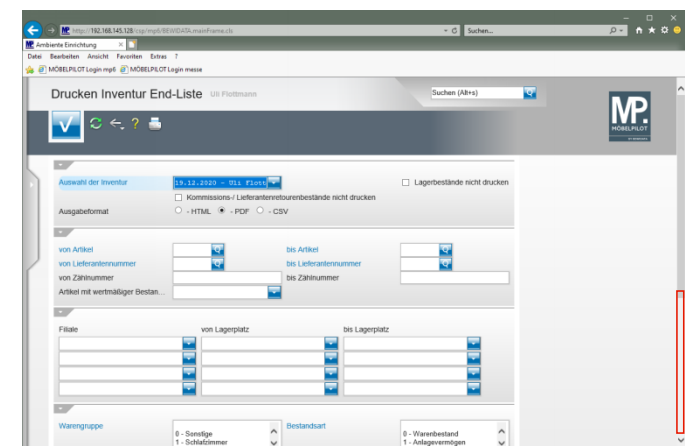 http://192.168.145.128/csp/mp6/BEWIDATA.mainFrame.cls
Suchen...
MP Ambiente Einrichtung
Datei Bearbeiten Ansicht Favoriten Extras ?
MÖBELPILOT Login mp6 MÖBELPILOT Login messe
Drucken Inventur End-Liste Uli Flottmann
Suchen (Alt+s)
MP.
MÖBELPILOT
Auswahl der Inventur 19.12.2020 - Uli Flott
Lagerbestände nicht drucken
Kommissions-/ Lieferantenretourenbestände nicht drucken
Ausgabeformat - HTML - PDF - CSV
von Artikel bis Artikel
von Lieferantennummer bis Lieferantennummer
von Zählnummer bis Zählnummer
Artikel mit wertmäßiger Bestan...
Filiale von Lagerplatz bis Lagerplatz
Warengruppe
0 - Sonstige
1 - Schlafzimmer
Bestandsart
0 - Warenbestand
1 - Anlagevermögen